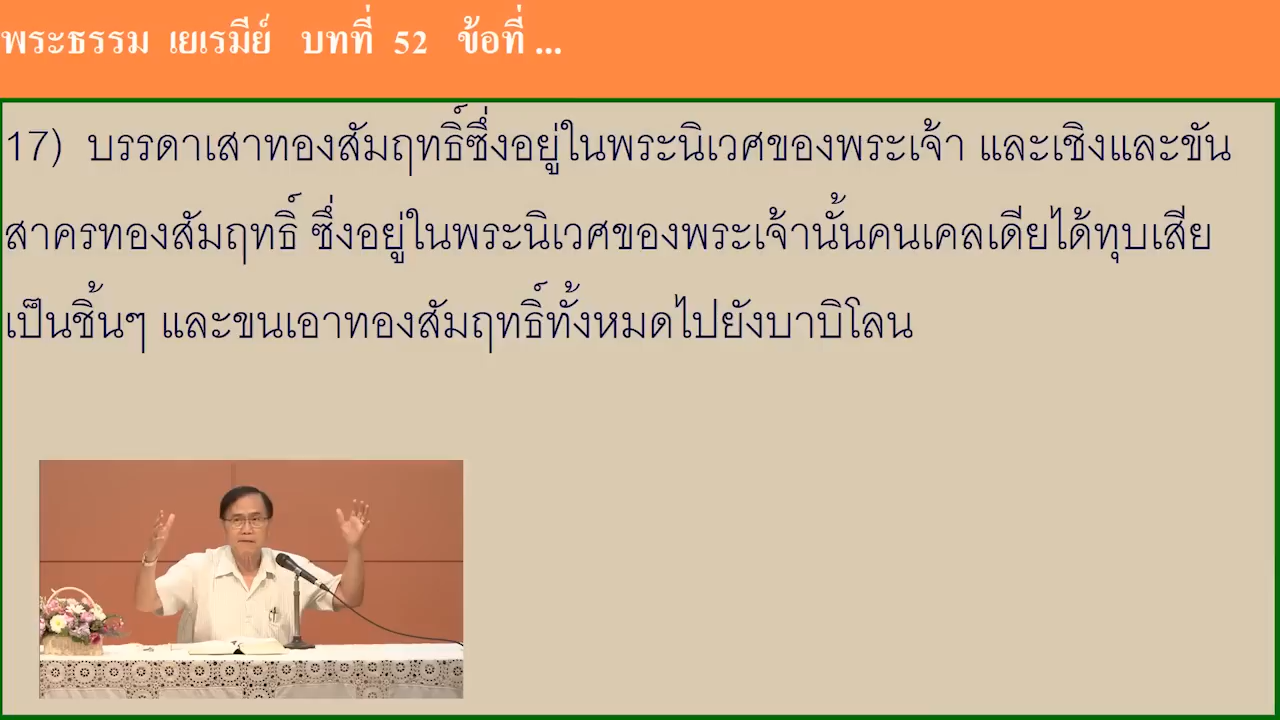 พระธรรม เยเรมีย์ บทที่ 52 ข้อที่ ...
17) บรรดาเสาทองสัมฤทธิ์ซึ่งอยู่ในพระนิเวศของพระเจ้า และเชิงและขัน
สาครทองสัมฤทธิ์ ซึ่งอยู่ในพระนิเวศของพระเจ้านั้นคนเคลเดียได้ทุบเสีย
เป็นชิ้นๆ และขนเอาทองสัมฤทธิ์ทั้งหมดไปยังบาบิโลน